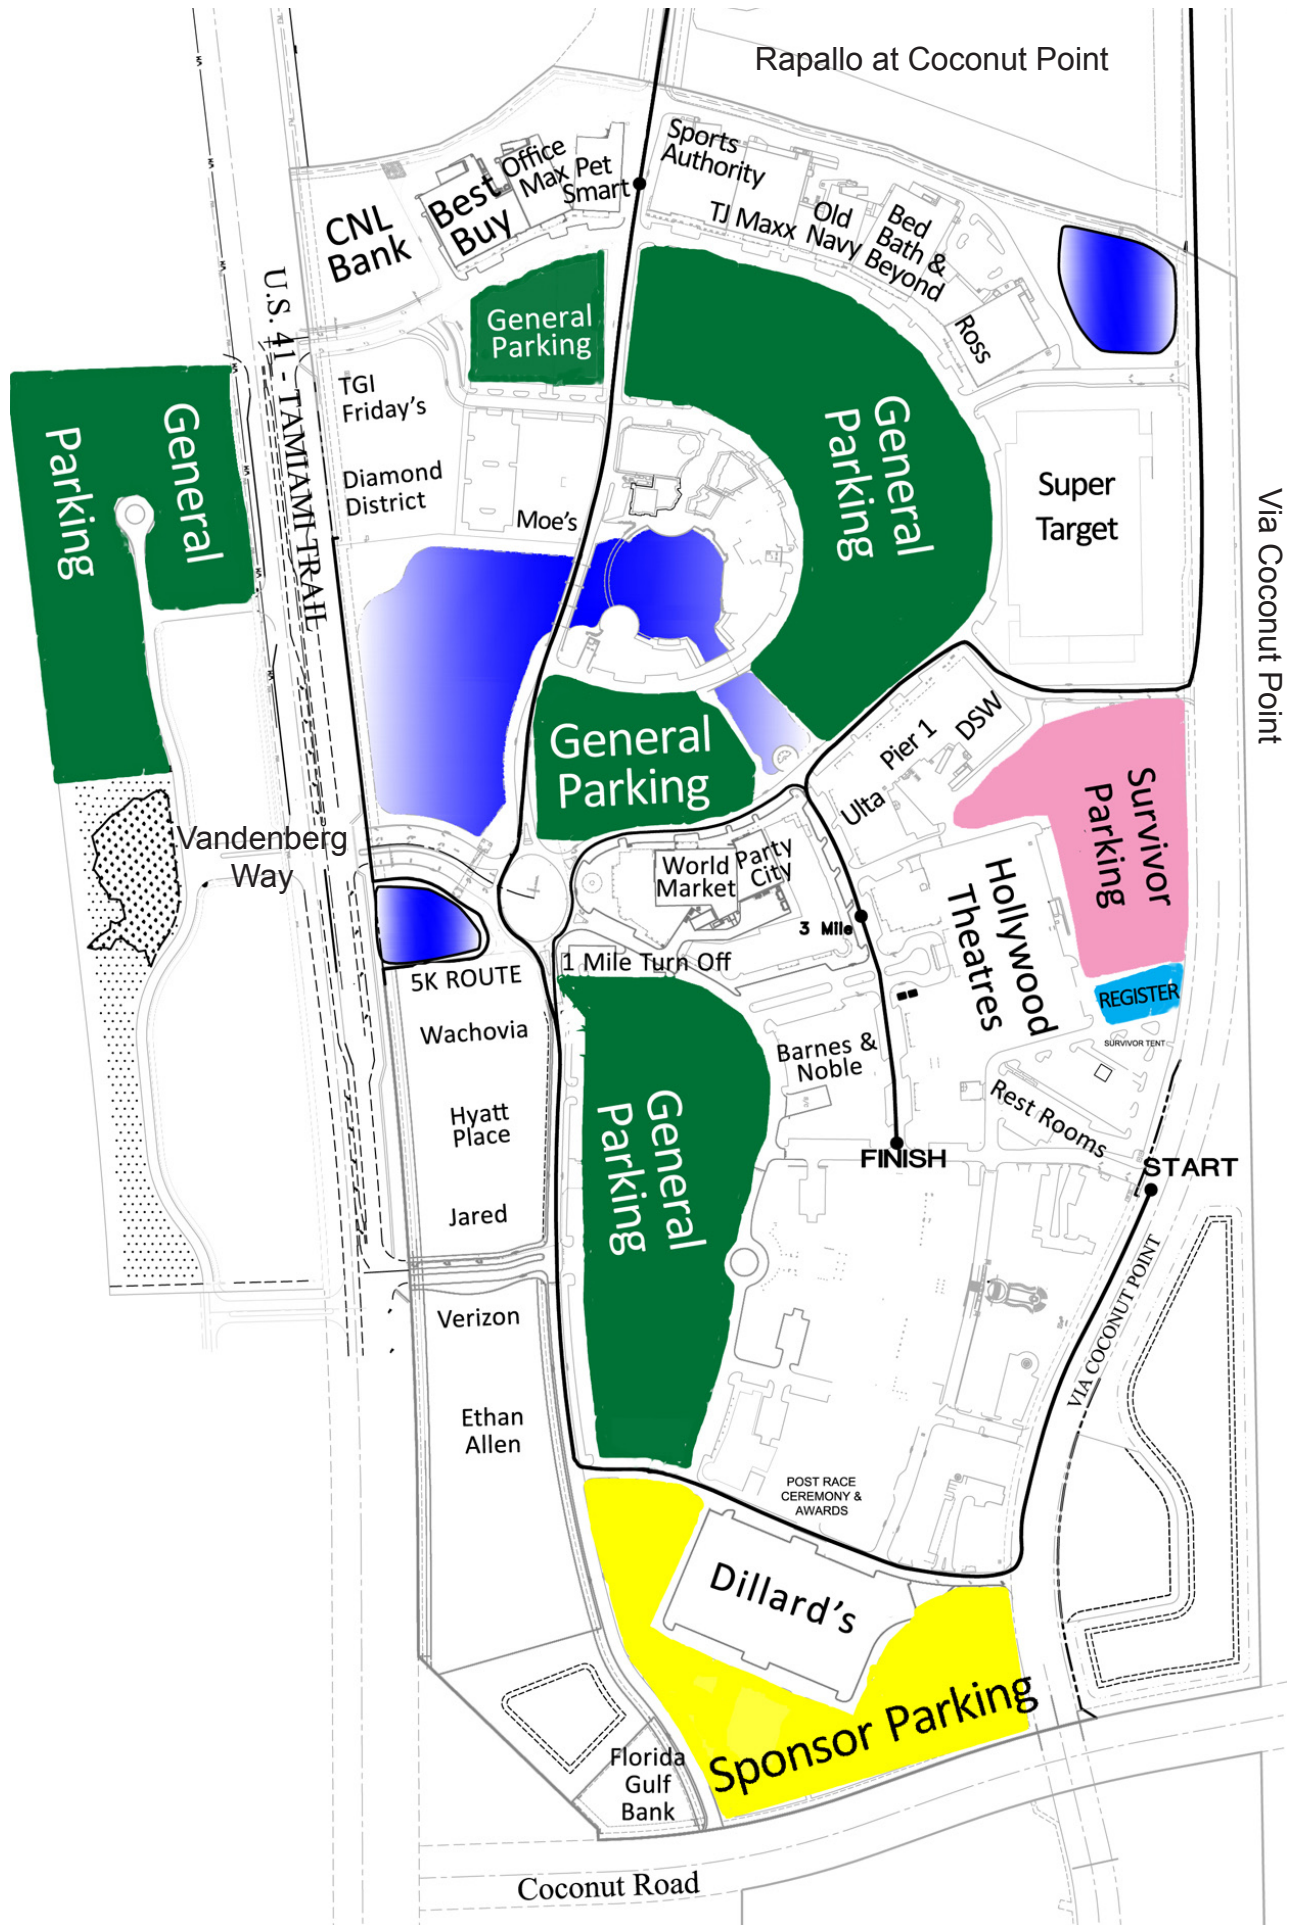 Rapallo at Coconut Point
Sports
Authority
Office
Max
Pet
Smart
Best
Buy
CNL
Bank
TJ Maxx
Old
Navy
Bed
Bath &
Beyond
Ross
U.S. 41 - TAMIAMI TRAIL
General
Parking
TGI
Friday's
General
Parking
General
Parking
Diamond
District
Moe's
Super
Target
Via Coconut Point
General
Parking
Pier 1
DSW
Ulta
Survivor
Parking
Vandenberg
Way
World
Market
Party
City
Hollywood
Theatres
3 Mile
1 Mile Turn Off
5K ROUTE
REGISTER
Wachovia
Barnes &
Noble
SURVIVOR TENT
Hyatt
Place
General
Parking
Rest Rooms
FINISH
START
Jared
VIA COCONUT POINT
Verizon
Ethan
Allen
POST RACE
CEREMONY &
AWARDS
Dillard's
Sponsor Parking
Florida
Gulf
Bank
Coconut Road